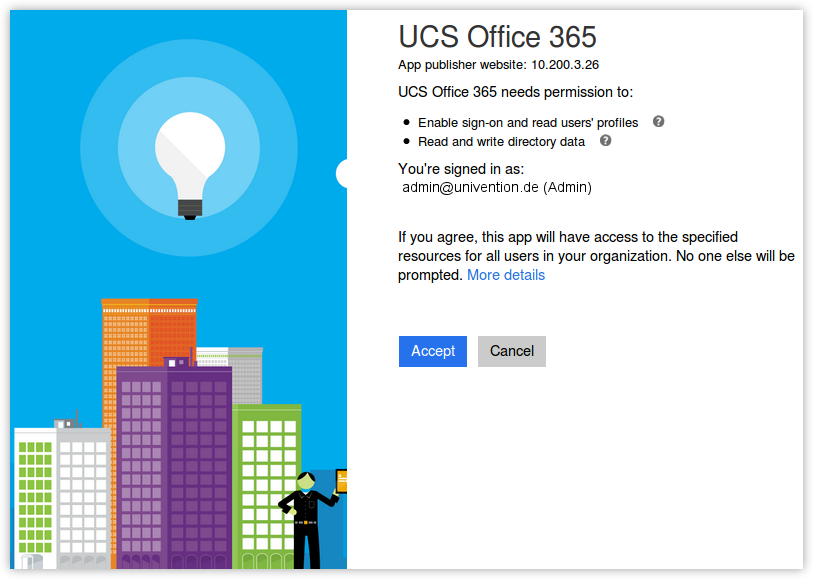 UCS Office 365
App publisher website: 10.200.3.26
UCS Office 365 needs permission to:
Enable sign-on and read users' profiles ?
Read and write directory data ?
You're signed in as:
admin@univention.de (Admin)
If you agree, this app will have access to the specified
resources for all users in your organization. No one else will be
prompted. More details
Accept Cancel